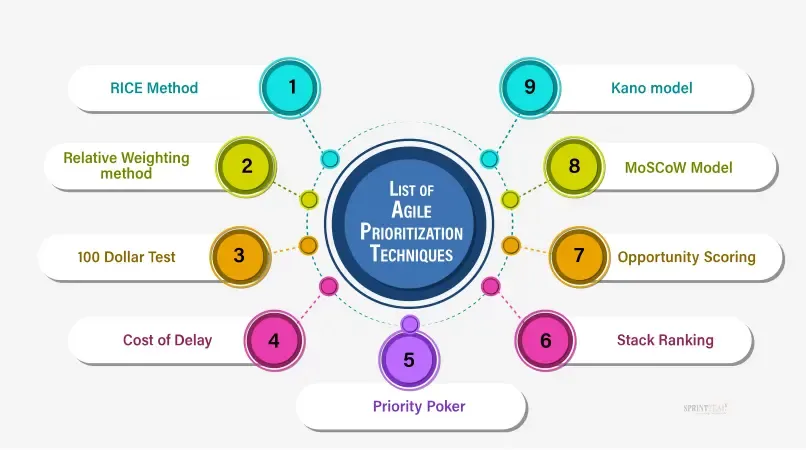 List of
Agile
Prioritization
Techniques
1
RICE Method
2
Relative Weighting
method
3
100 Dollar Test
4
Cost of Delay
5
Priority Poker
6
Stack Ranking
7
Opportunity Scoring
8
MoSCoW Model
9
Kano model